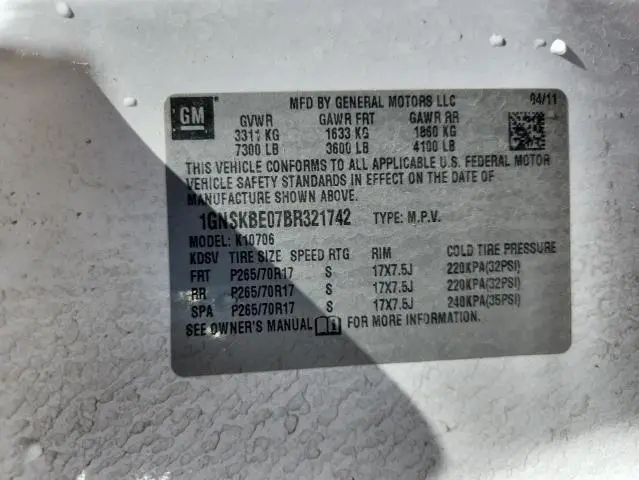 GM
MFD BY GENERAL MOTORS LLC 04/11
GVWR GAWR FRT GAWR RR
3311 KG 1633 KG 1860 KG
7300 LB 3600 LB 4100 LB
THIS VEHICLE CONFORMS TO ALL APPLICABLE U.S. FEDERAL MOTOR
VEHICLE SAFETY STANDARDS IN EFFECT ON THE DATE OF
MANUFACTURE SHOWN ABOVE.
1GNSKBE07BR321742 TYPE: M.P.V.
MODEL: K10706
KDSV TIRE SIZE SPEED RTG RIM COLD TIRE PRESSURE
FRT P265/70R17 S 17X7.5J 220KPA(32PSI)
RR P265/70R17 S 17X7.5J 220KPA(32PSI)
SPA P265/70R17 S 17X7.5J 240KPA(35PSI)
SEE OWNER'S MANUAL FOR MORE INFORMATION.